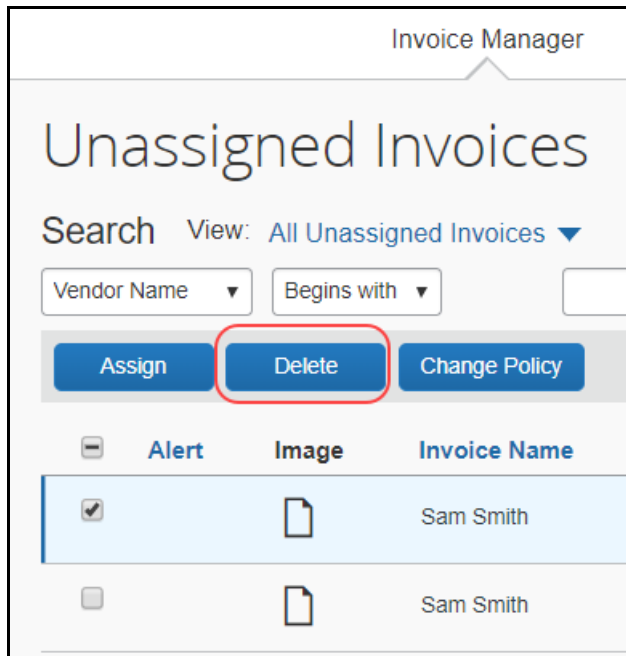 Invoice Manager
Unassigned Invoices
Search View: All Unassigned Invoices
Vendor Name Begins with
Assign Delete Change Policy
Alert Image Invoice Name
Sam Smith
Sam Smith